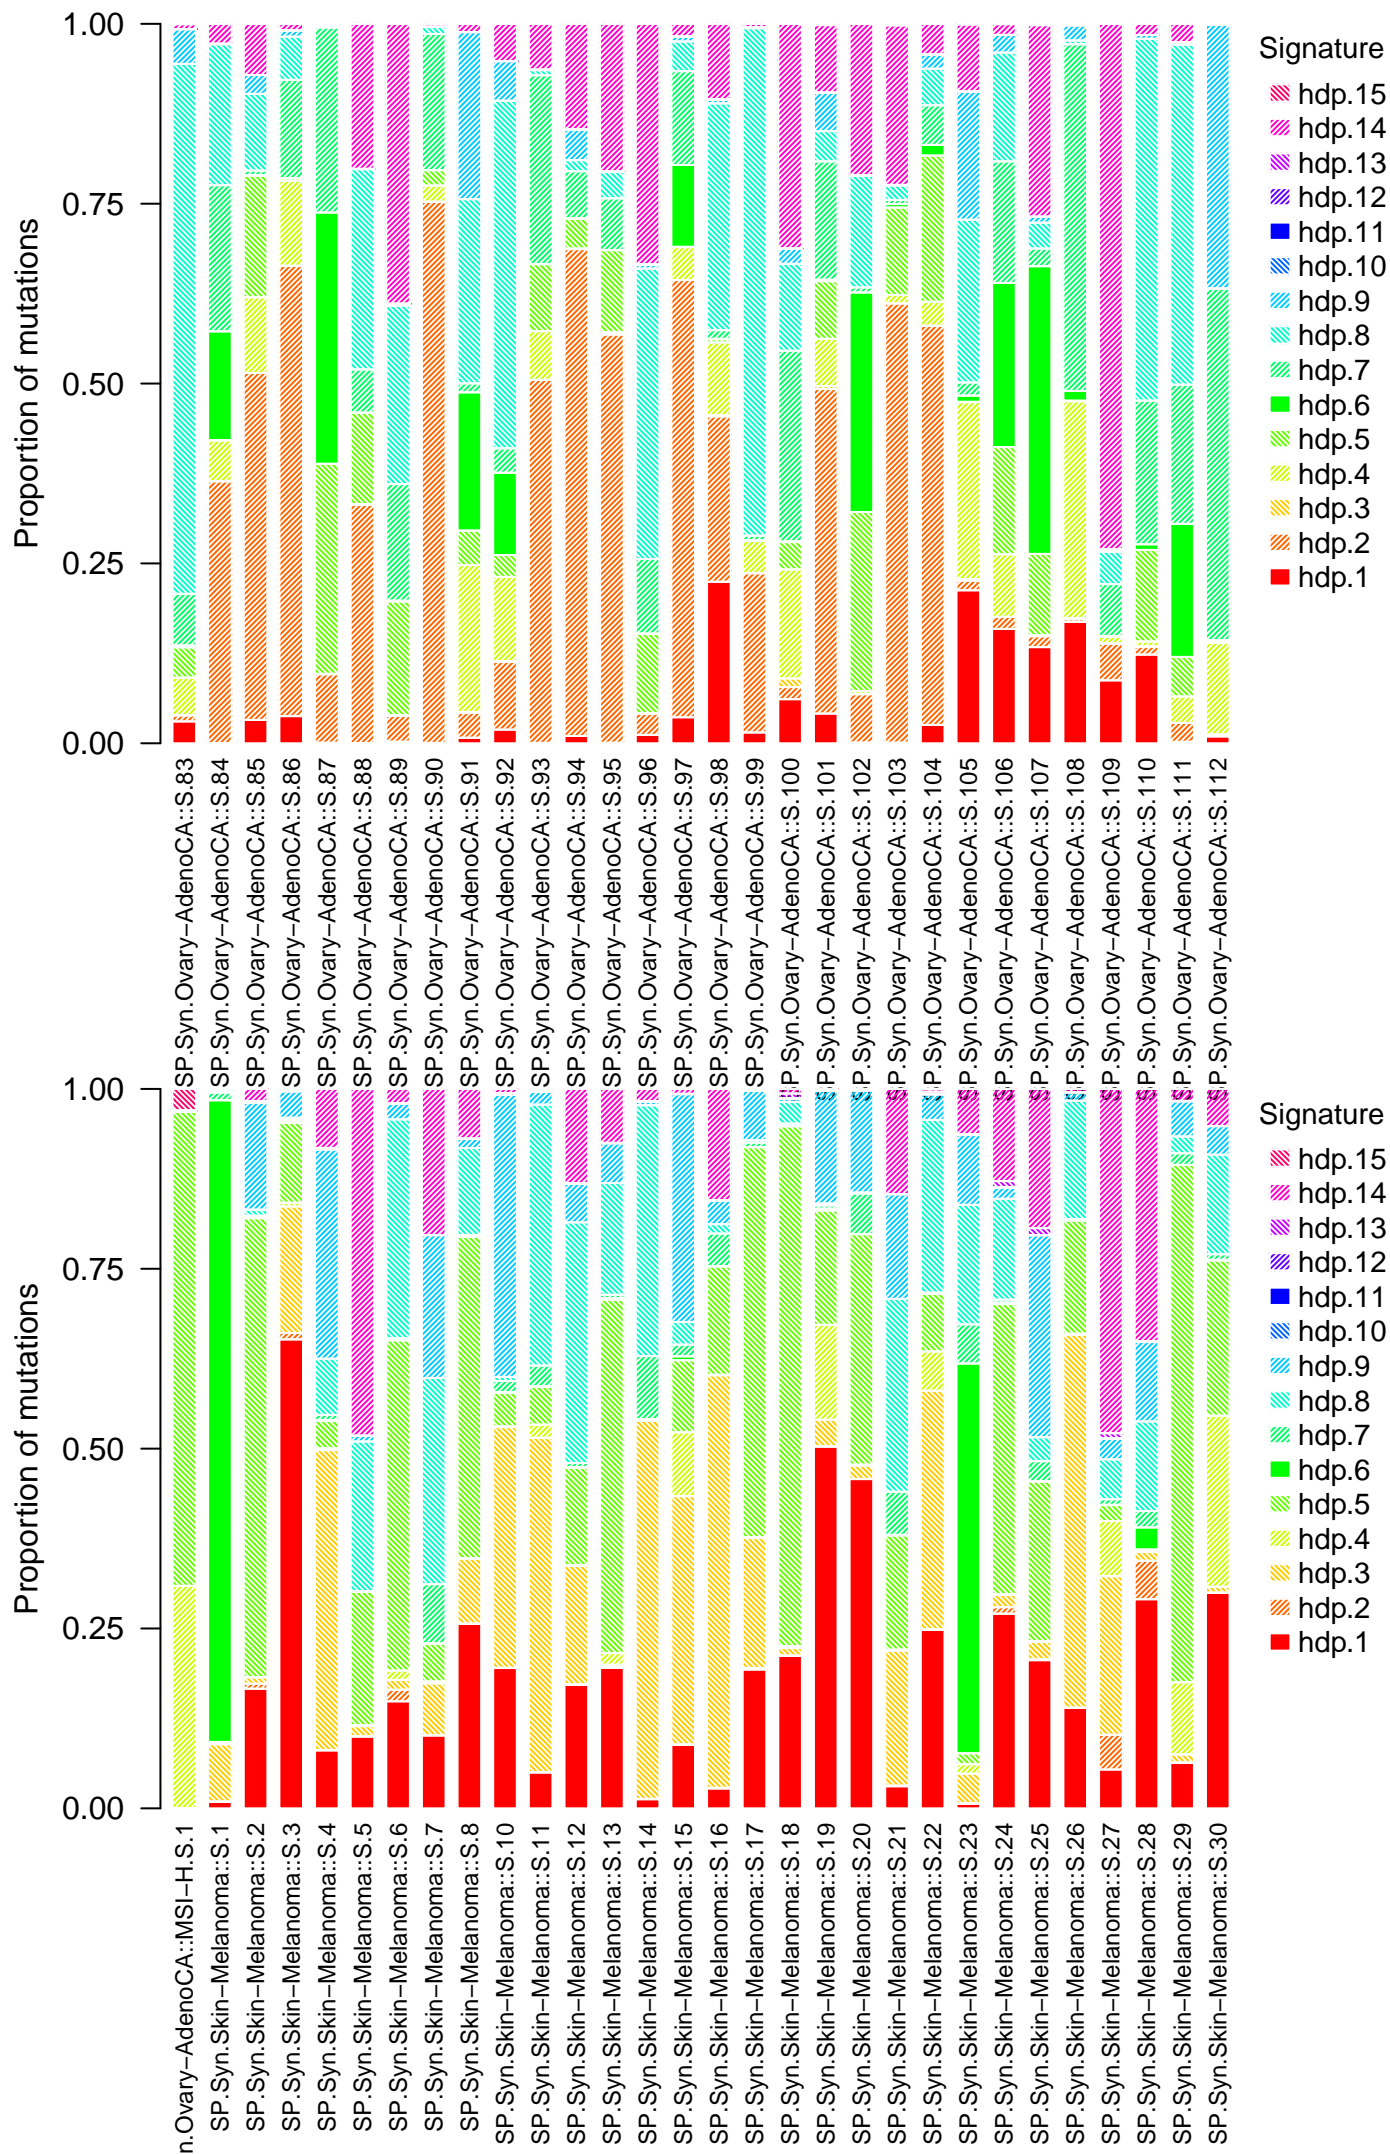 Proportion of mutations
1.00
0.75
0.50
0.25
0.00
SP.Syn.Ovary−AdenoCA::S.83
SP.Syn.Ovary−AdenoCA::S.84
SP.Syn.Ovary−AdenoCA::S.85
SP.Syn.Ovary−AdenoCA::S.86
SP.Syn.Ovary−AdenoCA::S.87
SP.Syn.Ovary−AdenoCA::S.88
SP.Syn.Ovary−AdenoCA::S.89
SP.Syn.Ovary−AdenoCA::S.90
SP.Syn.Ovary−AdenoCA::S.91
SP.Syn.Ovary−AdenoCA::S.92
SP.Syn.Ovary−AdenoCA::S.93
SP.Syn.Ovary−AdenoCA::S.94
SP.Syn.Ovary−AdenoCA::S.95
SP.Syn.Ovary−AdenoCA::S.96
SP.Syn.Ovary−AdenoCA::S.97
SP.Syn.Ovary−AdenoCA::S.98
SP.Syn.Ovary−AdenoCA::S.99
SP.Syn.Ovary−AdenoCA::S.100
SP.Syn.Ovary−AdenoCA::S.101
SP.Syn.Ovary−AdenoCA::S.102
SP.Syn.Ovary−AdenoCA::S.103
SP.Syn.Ovary−AdenoCA::S.104
SP.Syn.Ovary−AdenoCA::S.105
SP.Syn.Ovary−AdenoCA::S.106
SP.Syn.Ovary−AdenoCA::S.107
SP.Syn.Ovary−AdenoCA::S.108
SP.Syn.Ovary−AdenoCA::S.109
SP.Syn.Ovary−AdenoCA::S.110
SP.Syn.Ovary−AdenoCA::S.111
SP.Syn.Ovary−AdenoCA::S.112
Signature
hdp.15
hdp.14
hdp.13
hdp.12
hdp.11
hdp.10
hdp.9
hdp.8
hdp.7
hdp.6
hdp.5
hdp.4
hdp.3
hdp.2
hdp.1
Proportion of mutations
1.00
0.75
0.50
0.25
0.00
n.Ovary−AdenoCA::MSI−H.S.1
SP.Syn.Skin−Melanoma::S.1
SP.Syn.Skin−Melanoma::S.2
SP.Syn.Skin−Melanoma::S.3
SP.Syn.Skin−Melanoma::S.4
SP.Syn.Skin−Melanoma::S.5
SP.Syn.Skin−Melanoma::S.6
SP.Syn.Skin−Melanoma::S.7
SP.Syn.Skin−Melanoma::S.8
SP.Syn.Skin−Melanoma::S.10
SP.Syn.Skin−Melanoma::S.11
SP.Syn.Skin−Melanoma::S.12
SP.Syn.Skin−Melanoma::S.13
SP.Syn.Skin−Melanoma::S.14
SP.Syn.Skin−Melanoma::S.15
SP.Syn.Skin−Melanoma::S.16
SP.Syn.Skin−Melanoma::S.17
SP.Syn.Skin−Melanoma::S.18
SP.Syn.Skin−Melanoma::S.19
SP.Syn.Skin−Melanoma::S.20
SP.Syn.Skin−Melanoma::S.21
SP.Syn.Skin−Melanoma::S.22
SP.Syn.Skin−Melanoma::S.23
SP.Syn.Skin−Melanoma::S.24
SP.Syn.Skin−Melanoma::S.25
SP.Syn.Skin−Melanoma::S.26
SP.Syn.Skin−Melanoma::S.27
SP.Syn.Skin−Melanoma::S.28
SP.Syn.Skin−Melanoma::S.29
SP.Syn.Skin−Melanoma::S.30
Signature
hdp.15
hdp.14
hdp.13
hdp.12
hdp.11
hdp.10
hdp.9
hdp.8
hdp.7
hdp.6
hdp.5
hdp.4
hdp.3
hdp.2
hdp.1